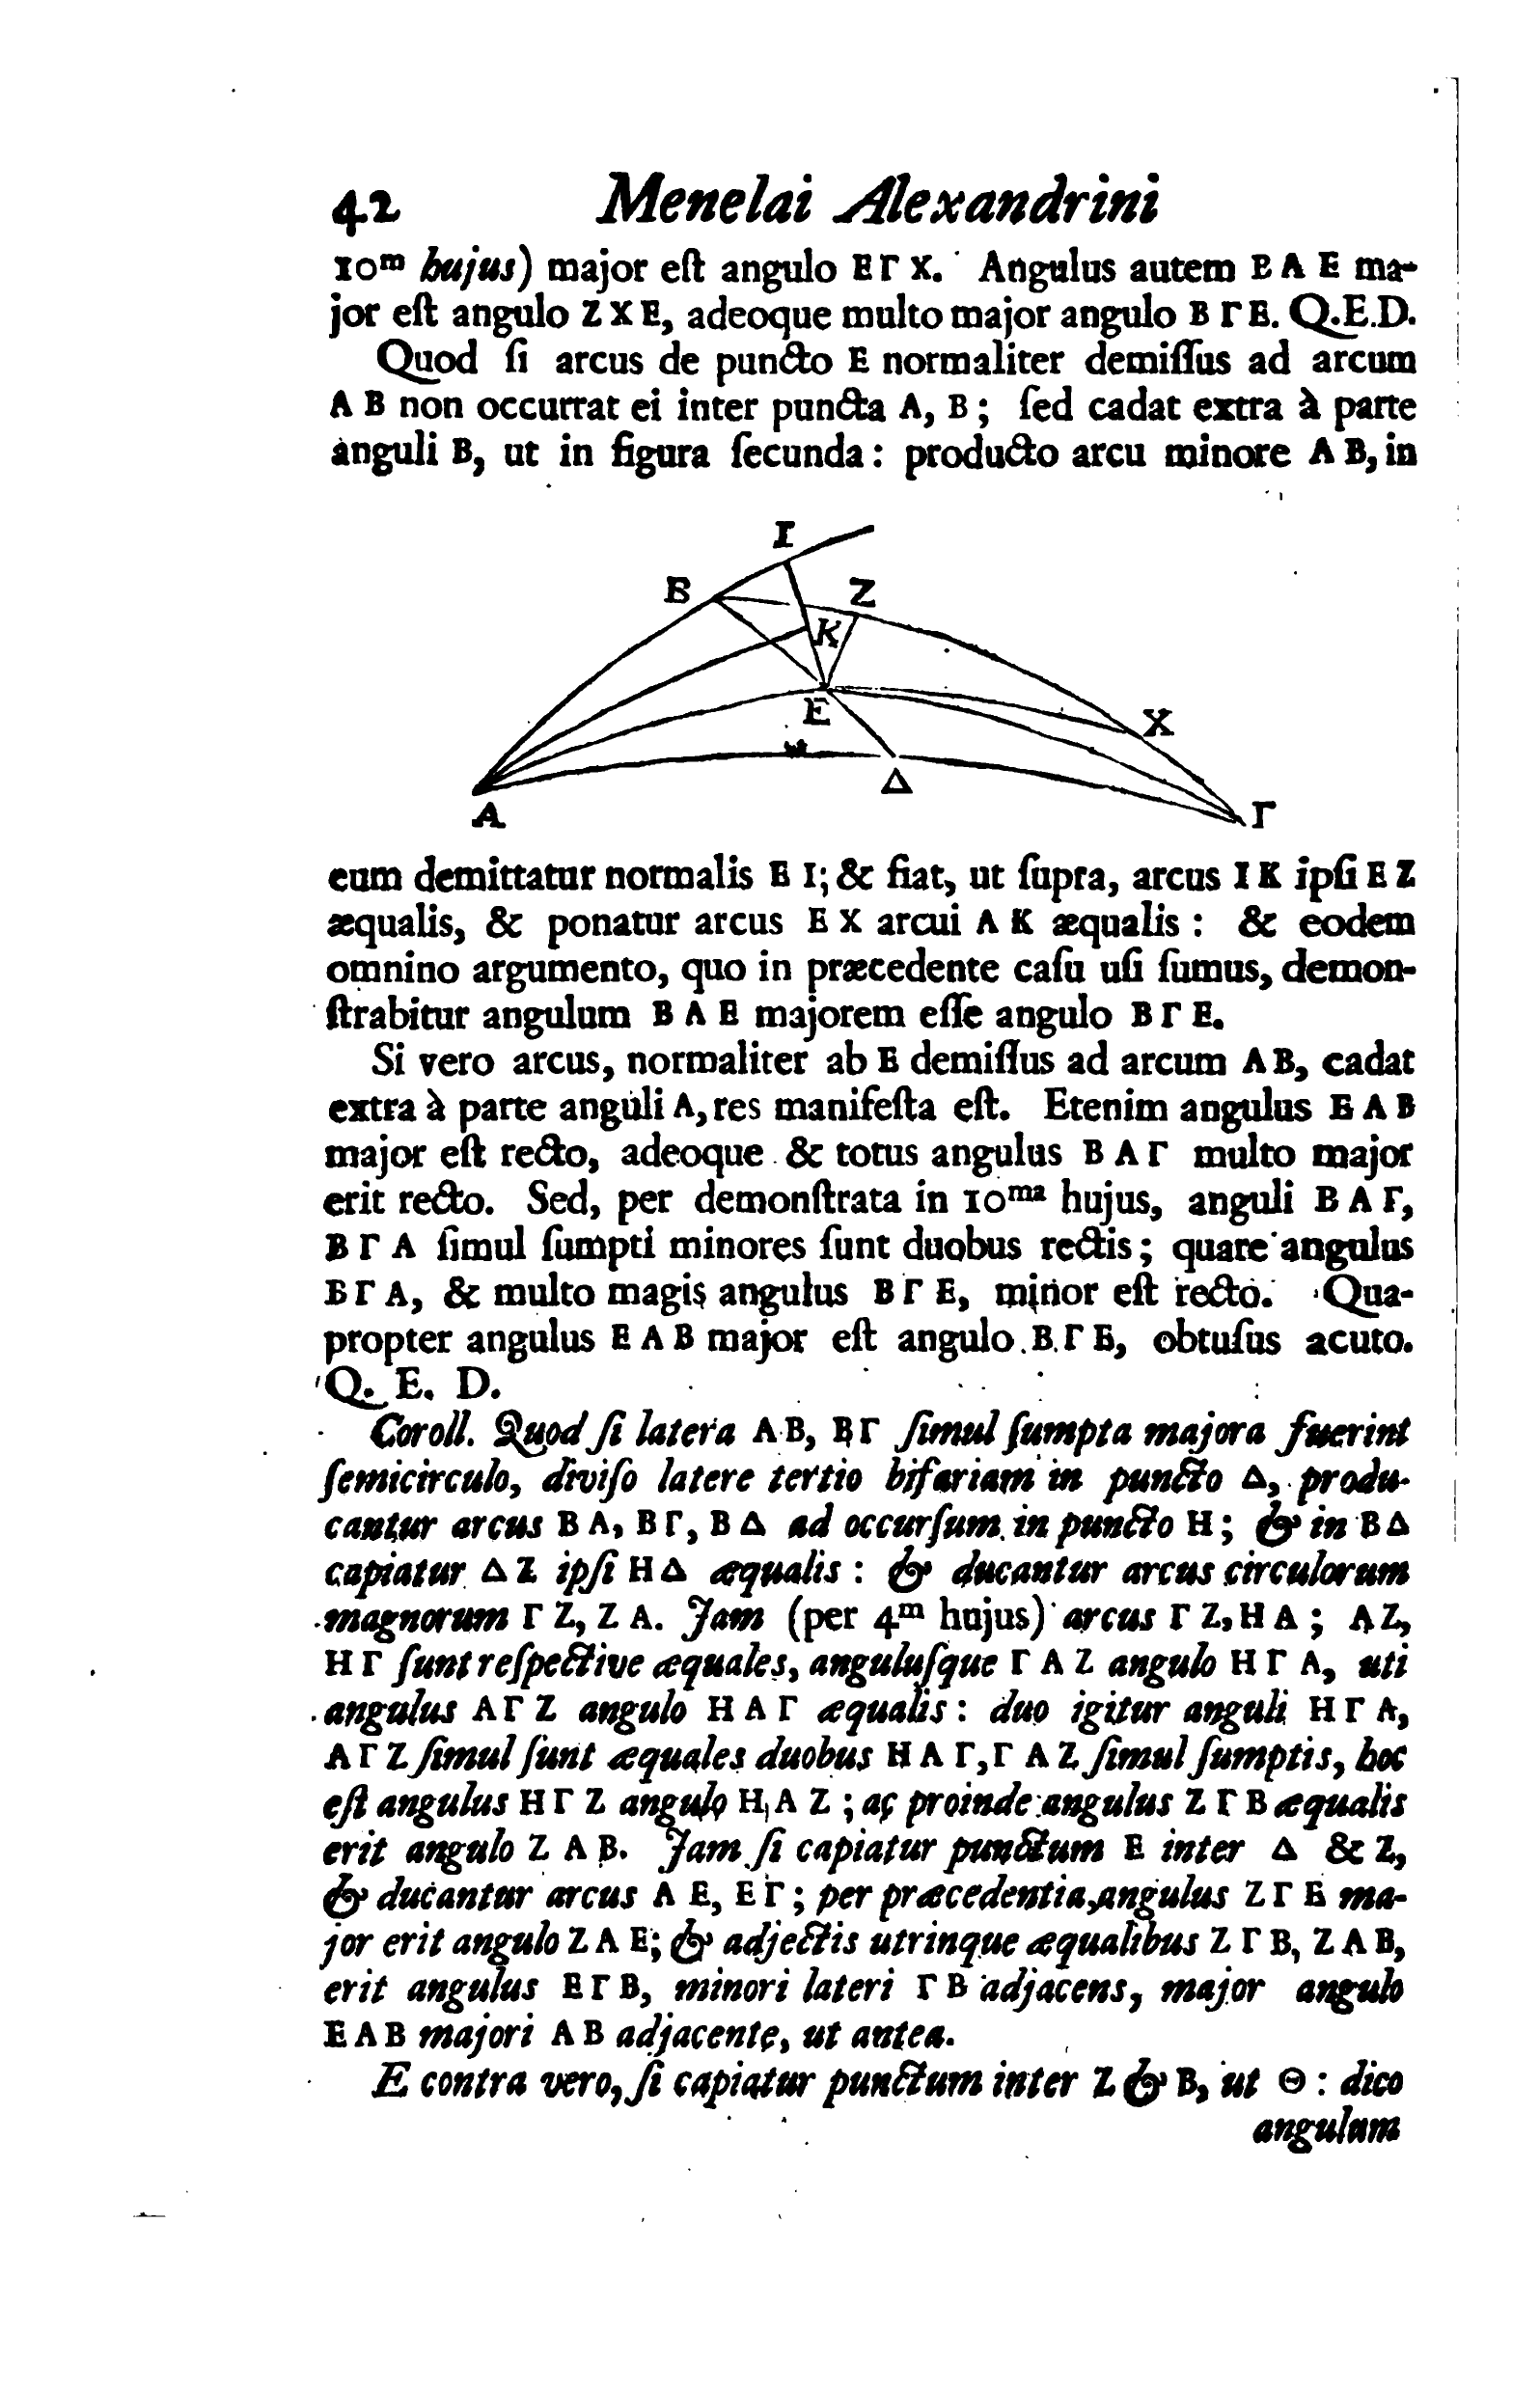 42 Menelai Alexandrini
10ᵐ hujus) major eſt angulo Ε Γ Χ. Angulus autem Β Α Ε ma-
jor eſt angulo Ζ Χ Ε, adeoque multo major angulo Β Γ Ε. Q.E.D.
Quod ſi arcus de puncto Ε normaliter demiſſus ad arcum
Α Β non occurrat ei inter puncta Α, Β; ſed cadat extra à parte
anguli Β, ut in figura ſecunda: producto arcu minore Α Β, in
Ι
Β
Ζ
Κ
Ε
Χ
Δ
Α
Γ
eum demittatur normalis Ε Ι; & fiat, ut ſupra, arcus Ι Κ ipſi Ε Ζ
æqualis, & ponatur arcus Ε Χ arcui Α Κ æqualis: & eodem
omnino argumento, quo in præcedente caſu uſi ſumus, demon-
ſtrabitur angulum Β Α Ε majorem eſſe angulo Β Γ Ε.
Si vero arcus, normaliter ab Ε demiſſus ad arcum Α Β, cadat
extra à parte anguli Α, res manifeſta eſt. Etenim angulus Ε Α Β
major eſt recto, adeoque & totus angulus Β Α Γ multo major
erit recto. Sed, per demonſtrata in 10ᵐᵃ hujus, anguli Β Α Γ,
Β Γ Α ſimul ſumpti minores ſunt duobus rectis; quare angulus
Β Γ Α, & multo magis angulus Β Γ Ε, minor eſt recto. Qua-
propter angulus Ε Α Β major eſt angulo Β Γ Ε, obtuſus acuto.
Q. E. D.
Coroll. Quod ſi latera Α Β, Β Γ ſimul ſumpta majora fuerint
ſemicirculo, diviſo latere tertio bifariam in puncto Δ, produ-
cantur arcus Β Α, Β Γ, Β Δ ad occurſum in puncto Η; & in Β Δ
capiatur Δ Ζ ipſi Η Δ æqualis: & ducantur arcus circulorum
magnorum Γ Ζ, Ζ Α. Jam (per 4ᵐ hujus) arcus Γ Ζ, Η Α; Α Ζ,
Η Γ ſunt reſpective æquales, anguluſque Γ Α Ζ angulo Η Γ Α, uti
angulus Α Γ Ζ angulo Η Α Γ æqualis: duo igitur anguli Η Γ Α,
Α Γ Ζ ſimul ſunt æquales duobus Η Α Γ, Γ Α Ζ ſimul ſumptis, hoc
eſt angulus Η Γ Ζ angulo Η Α Ζ; ac proinde angulus Ζ Γ Β æqualis
erit angulo Ζ Α Β. Jam ſi capiatur punctum Ε inter Δ & Ζ,
& ducantur arcus Α Ε, Ε Γ; per præcedentia, angulus Ζ Γ Ε ma-
jor erit angulo Ζ Α Ε; & adjectis utrinque æqualibus Ζ Γ Β, Ζ Α Β,
erit angulus Ε Γ Β, minori lateri Γ Β adjacens, major angulo
Ε Α Β majori Α Β adjacente, ut antea.
E contra vero, ſi capiatur punctum inter Ζ & Β, ut Θ: dico
angulum